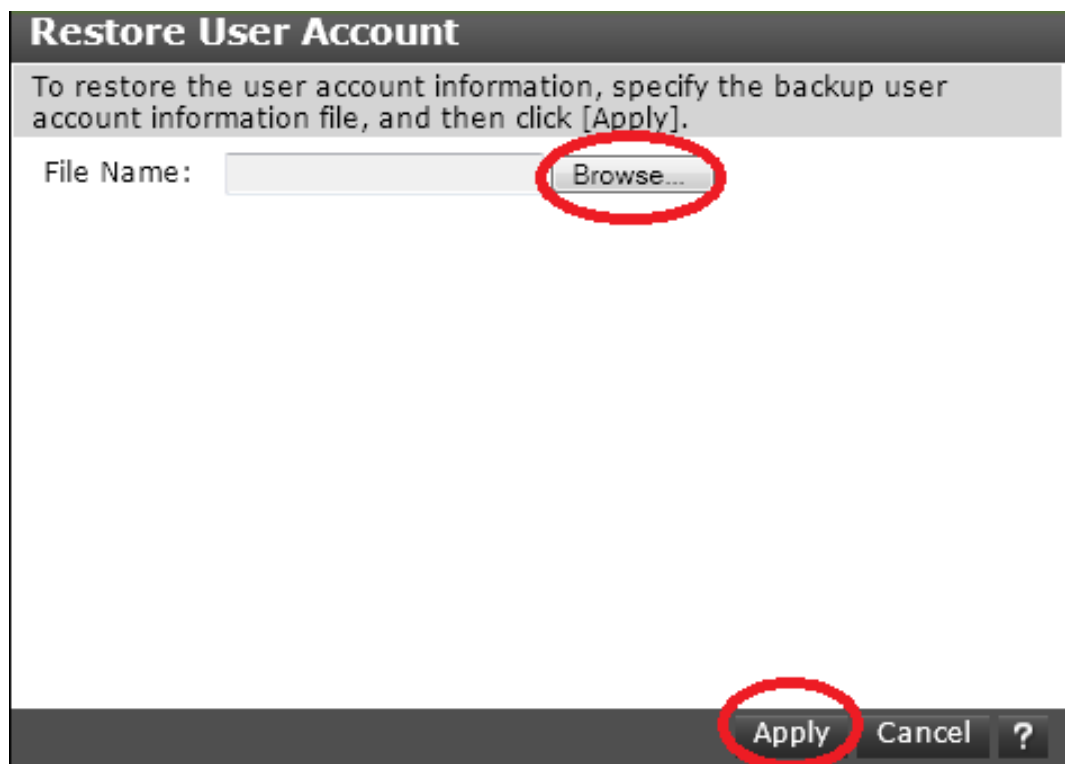 Restore User Account
To restore the user account information, specify the backup user
account information file, and then click [Apply].
File Name: Browse...
Apply Cancel ?